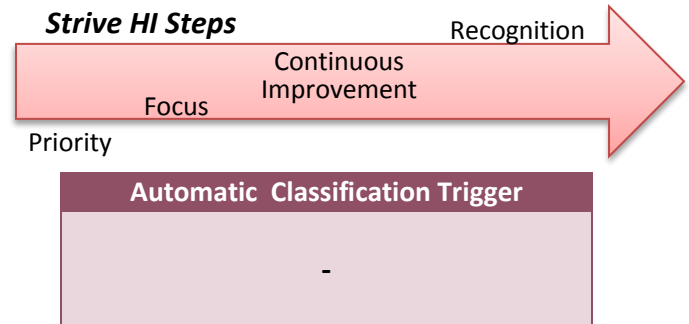 Strive HI Steps
Recognition
Continuous
Improvement
Focus
Priority
Automatic Classification Trigger
-